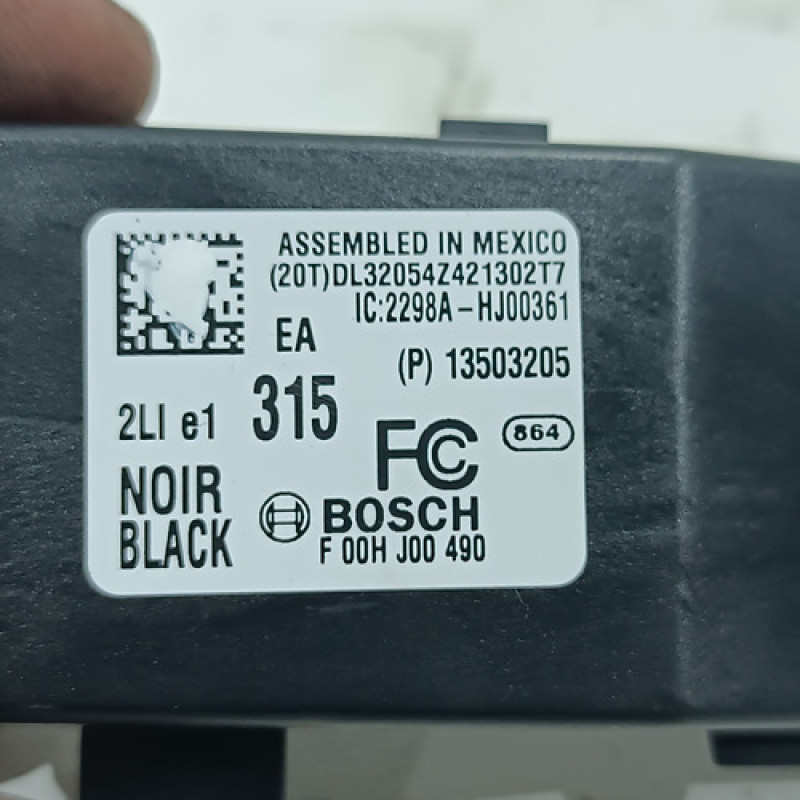 ASSEMBLED IN MEXICO
(20T)DL32054Z421302T7
IC:2298A-HJ00361
EA
(P) 13503205
2LI e1
315
FC
864
NOIR
BLACK
BOSCH
F 00H J00 490